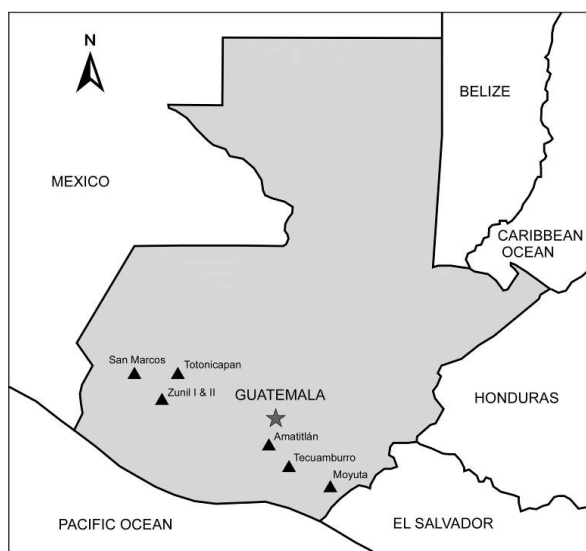 N
BELIZE
MEXICO
CARIBBEAN
OCEAN
San Marcos
Totonicapan
Zunil I & II
GUATEMALA
HONDURAS
Amatitlán
Tecuamburro
Moyuta
PACIFIC OCEAN
EL SALVADOR